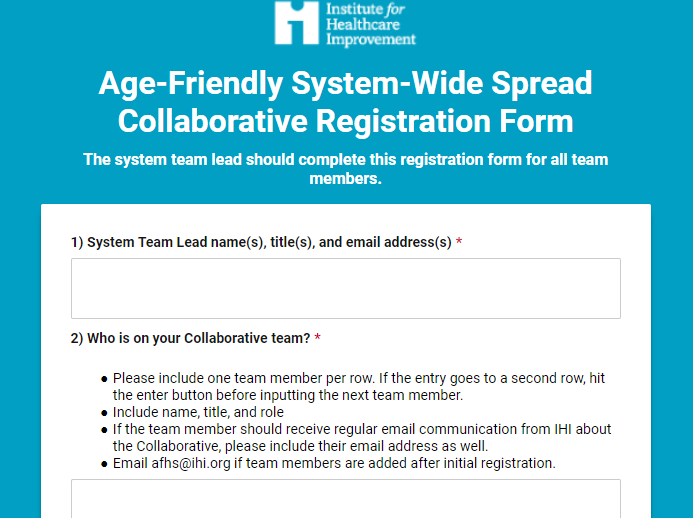 Institute for
Healthcare
Improvement
Age-Friendly System-Wide Spread
Collaborative Registration Form
The system team lead should complete this registration form for all team
members.
1) System Team Lead name(s), title(s), and email address(s) *
2) Who is on your Collaborative team? *
● Please include one team member per row. If the entry goes to a second row, hit
the enter button before inputting the next team member.
● Include name, title, and role
● If the team member should receive regular email communication from IHI about
the Collaborative, please include their email address as well.
● Email afhs@ihi.org if team members are added after initial registration.